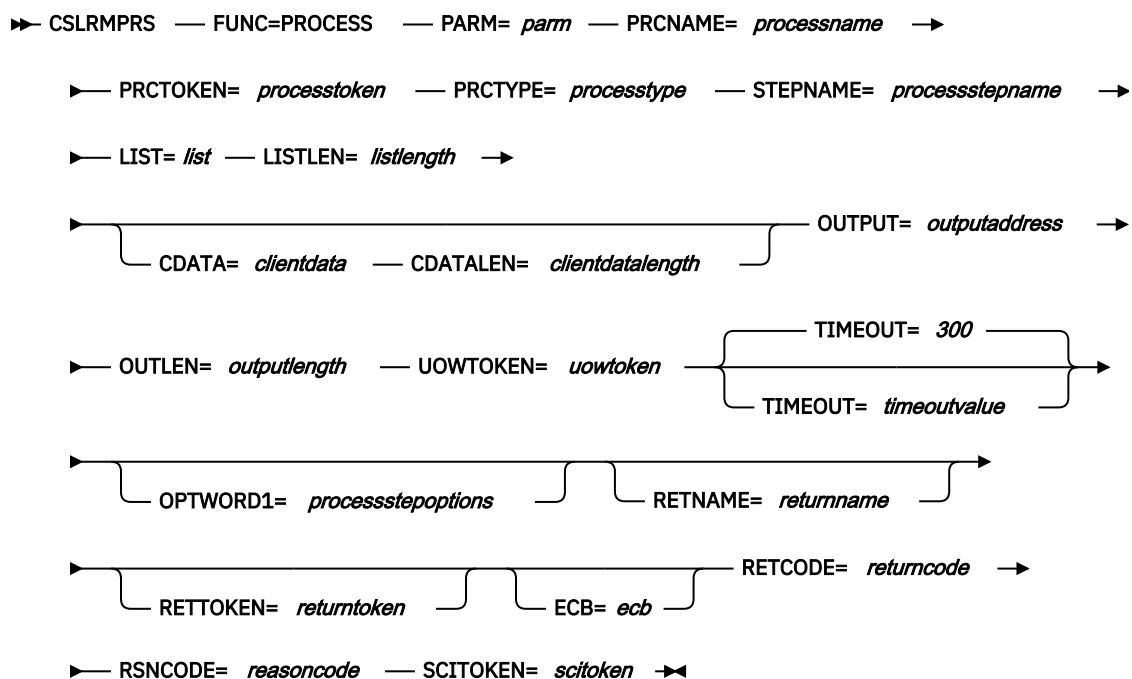 CSLRMPRS FUNC=PROCESS PARM= parm PRCNAME= processname
PRCTOKEN= processtoken PRCTYPE= processtype STEPNAME= processstepname
LIST= list LISTLEN= listlength
OUTPUT= outputaddress
CDATA= clientdata CDATALEN= clientdatalength
TIMEOUT= 300
OUTLEN= outputlength UOWTOKEN= uowtoken
TIMEOUT= timeoutvalue
OPTWORD1= processstepoptions RETNAME= returnname
RETCODE= returncode
RETTOKEN= returntoken ECB= ecb
RSNCODE= reasoncode SCITOKEN= scitoken